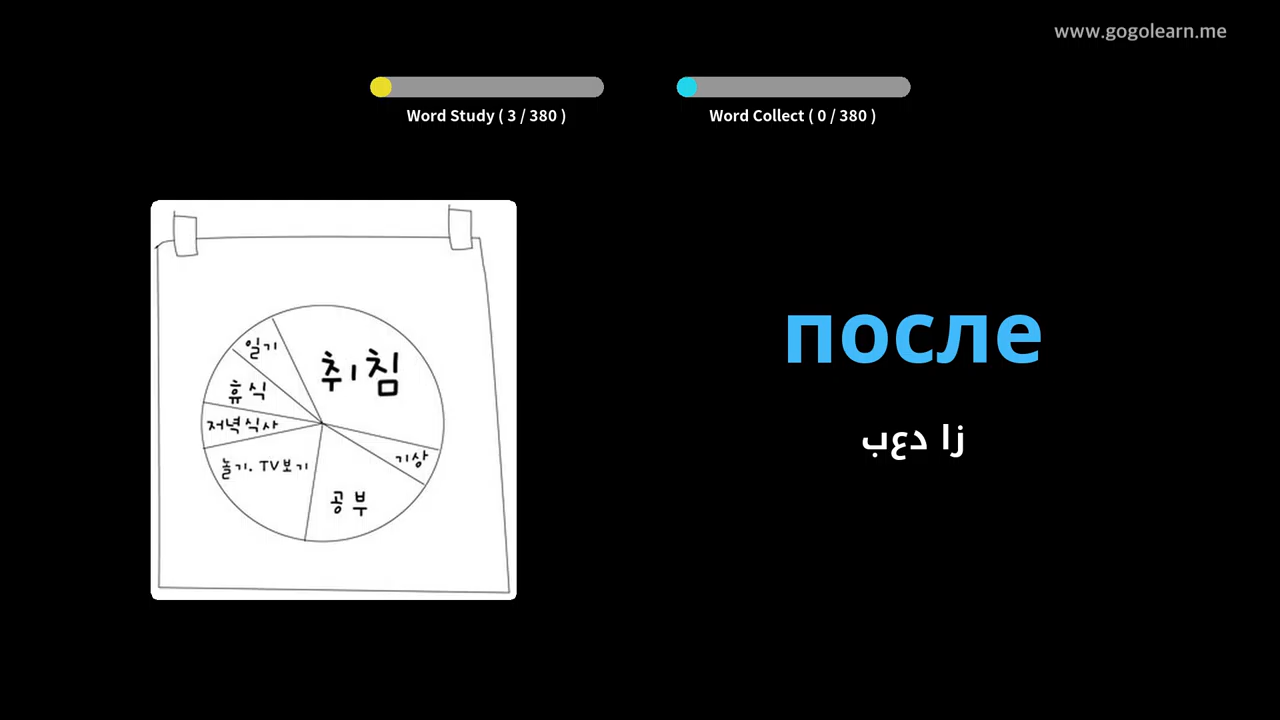 www.gogolearn.me
Word Study ( 3 / 380 )
Word Collect ( 0 / 380 )
일기
취침
휴식
저녁식사
놀기. TV보기
기상
공부
после
زا دعب